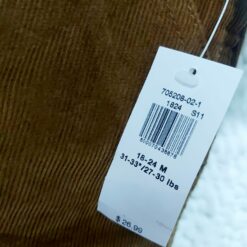 705208-02-1
1824 S11
18-24 M
31-33"/27-30 lbs
$ 26.99